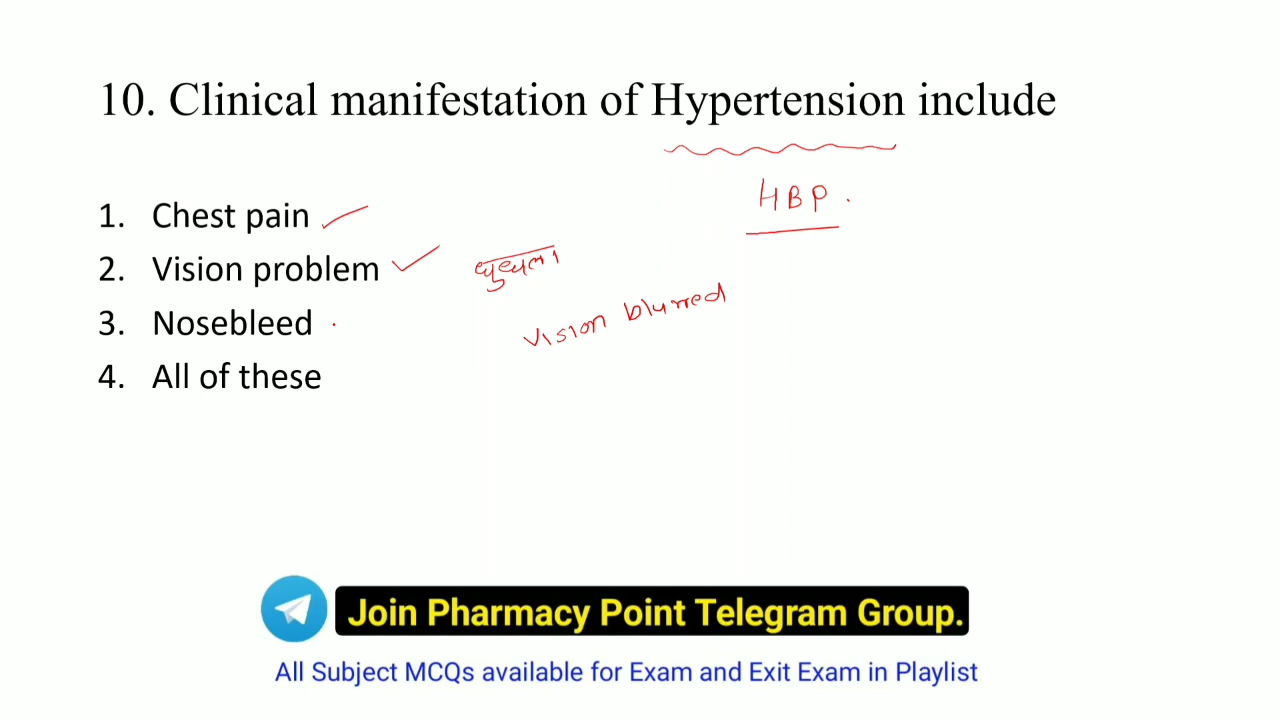 10. Clinical manifestation of Hypertension include
HBP.
1. Chest pain
2. Vision problem
धुधला
Vision blurred
3. Nosebleed
4. All of these
Join Pharmacy Point Telegram Group.
All Subject MCQs available for Exam and Exit Exam in Playlist